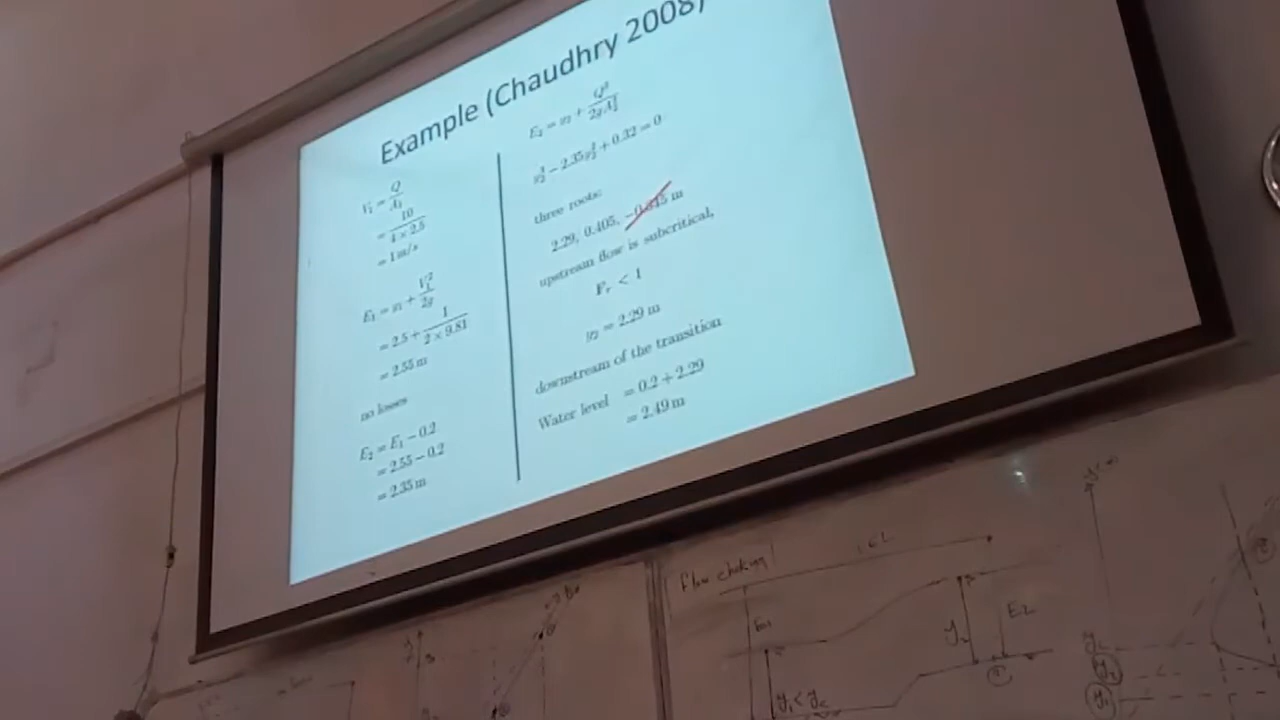 Example (Chaudhry 2008)
V₁ = Q/A₁
= 10/(4 × 2.5)
= 1 m/s
E₁ = y₁ + V₁²/2g
= 2.5 + 1/(2 × 9.81)
= 2.55 m
no losses
E₂ = E₁ − 0.2
= 2.55 − 0.2
= 2.35 m
E₂ = y₂ + Q²/2gA₂²
y₂³ − 2.35y₂² + 0.32 = 0
three roots:
2.29, 0.405, m
upstream flow is subcritical,
Fᵣ < 1
y₂ = 2.29 m
downstream of the transition
Water level = 0.2 + 2.29
= 2.49 m
Flow choking
y₁ < y꜀
y₂
E₂